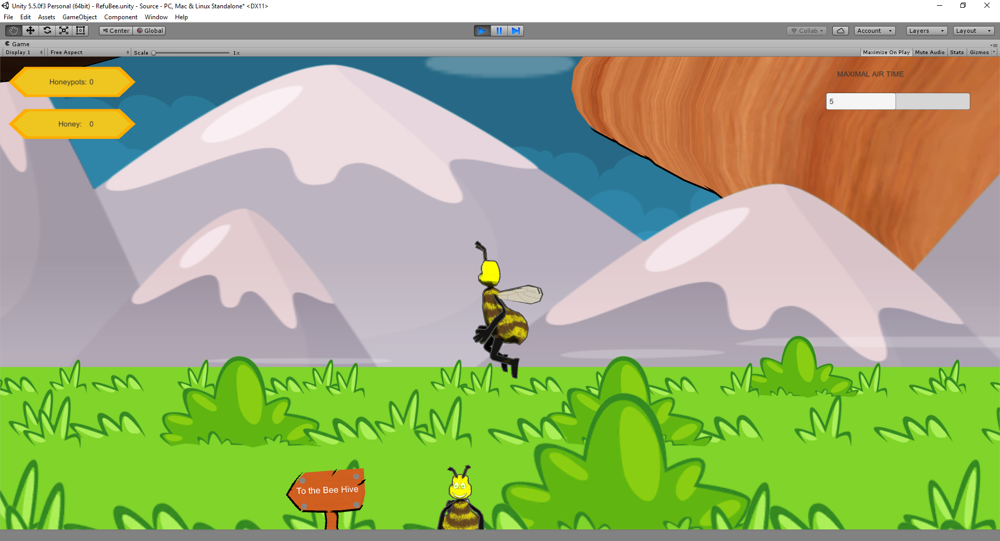 Unity 5.5.0f3 Personal (64bit) - RefuBee.unity - Source - PC, Mac & Linux Standalone* <DX11>
File Edit Assets GameObject Component Window Help
Center Global Collab Account Layers Layout
Game
Display 1 Free Aspect Scale 1x Maximize On Play Mute Audio Stats Gizmos
MAXIMAL AIR TIME
Honeypots: 0
5
Honey: 0
To the Bee Hive